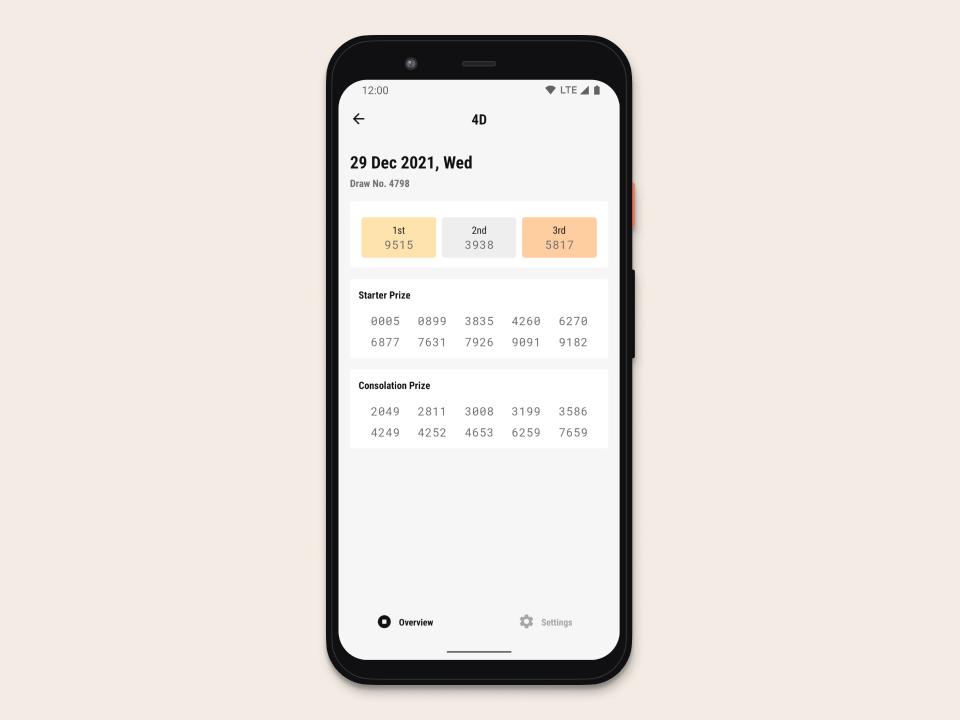 12:00 LTE
4D
29 Dec 2021, Wed
Draw No. 4798
1st 2nd 3rd
9515 3938 5817
Starter Prize
0005 0899 3835 4260 6270
6877 7631 7926 9091 9182
Consolation Prize
2049 2811 3008 3199 3586
4249 4252 4653 6259 7659
Overview Settings